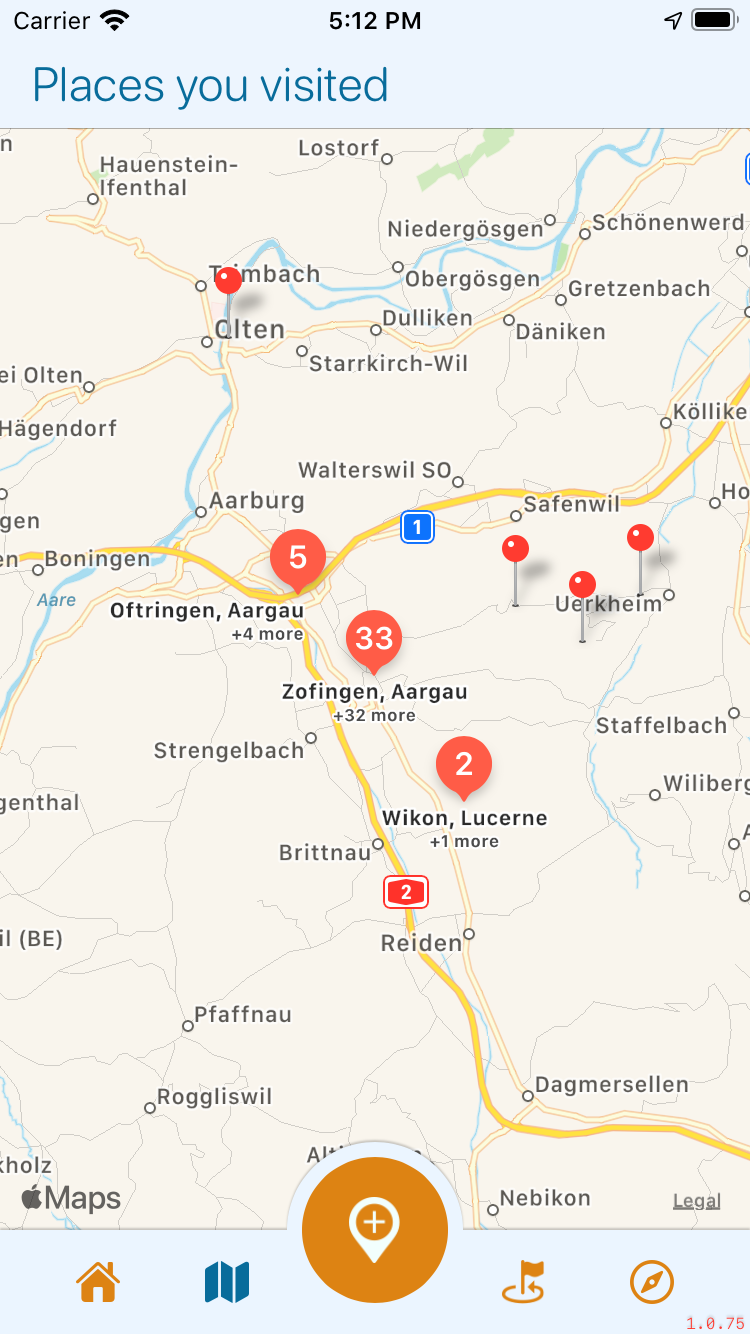 Carrier 5:12 PM
Places you visited
n
Lostorf
Hauenstein-
Ifenthal
Niedergösgen
Schönenwerd
Trimbach
Obergösgen
Gretzenbach
Olten
Dulliken
Däniken
Starrkirch-Wil
ei Olten
Köllike
Hägendorf
Walterswil SO
Aarburg
Safenwil
Ho
gen
1
en
Boningen
5
Aare
Oftringen, Aargau
+4 more
Uerkheim
33
Zofingen, Aargau
+32 more
Staffelbach
Strengelbach
2
Wiliberg
genthal
Wikon, Lucerne
+1 more
A
Brittnau
2
il (BE)
Reiden
Pfaffnau
Dagmersellen
Roggliswil
Alt
kholz
Maps
Nebikon
Legal
1.0.75